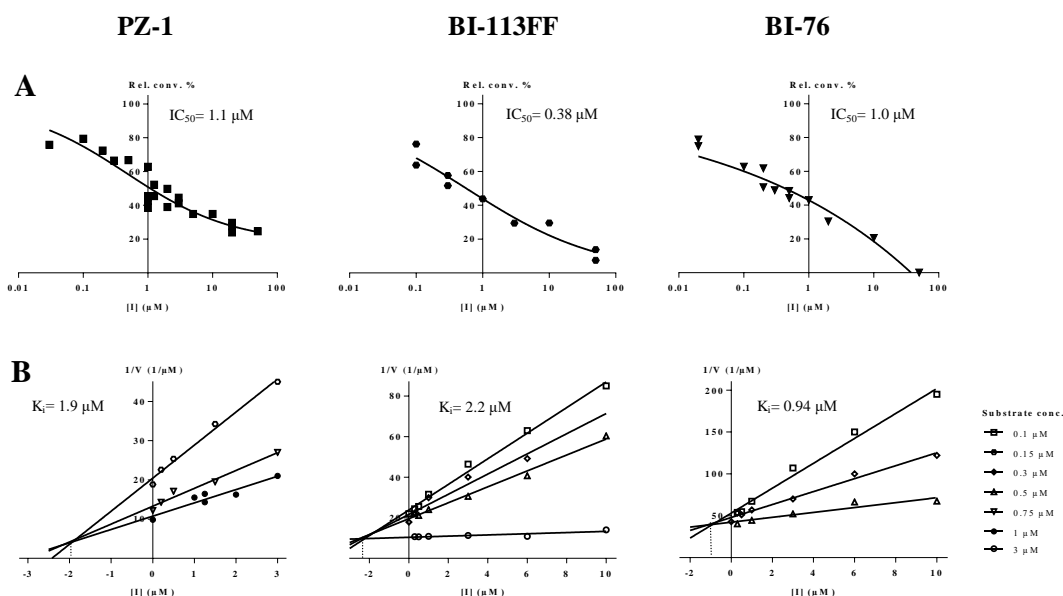 PZ-1
BI-113FF
BI-76
A
Rel. conv. %
100
80
60
40
20
0.01 0.1 1 10 100
[I] (µM)
IC50= 1.1 µM
Rel. conv. %
100
80
60
40
20
0.01 0.1 1 10 100
[I] (µM)
IC50= 0.38 µM
Rel. conv. %
100
80
60
40
20
0.01 0.1 1 10 100
[I] (µM)
IC50= 1.0 µM
B
1/V (1/µM)
40
30
20
10
-3 -2 -1 0 1 2 3
[I] (µM)
Ki= 1.9 µM
1/V (1/µM)
80
60
40
20
-2 0 2 4 6 8 10
[I] (µM)
Ki= 2.2 µM
1/V (1/µM)
200
150
100
50
-2 0 2 4 6 8 10
[I] (µM)
Ki= 0.94 µM
Substrate conc.
0.1 µM
0.15 µM
0.3 µM
0.5 µM
0.75 µM
1 µM
3 µM